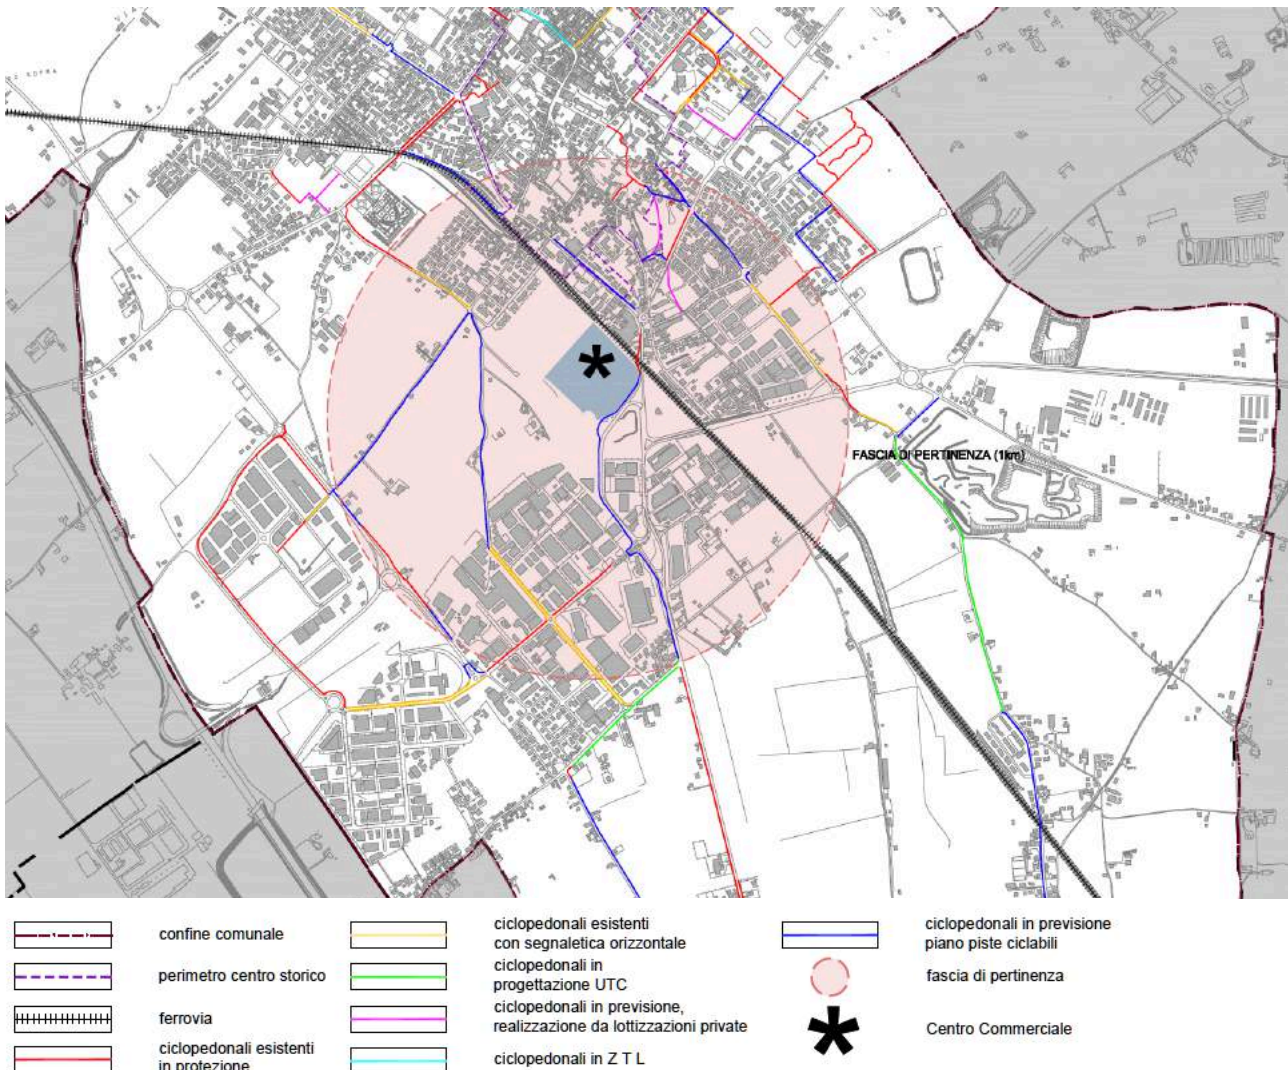 FASCIA DI PERTINENZA (1km)
confine comunale
perimetro centro storico
ferrovia
ciclopedonali esistenti
in protezione
ciclopedonali esistenti
con segnaletica orizzontale
ciclopedonali in
progettazione UTC
ciclopedonali in previsione,
realizzazione da lottizzazioni private
ciclopedonali in Z T L
ciclopedonali in previsione
piano piste ciclabili
fascia di pertinenza
Centro Commerciale